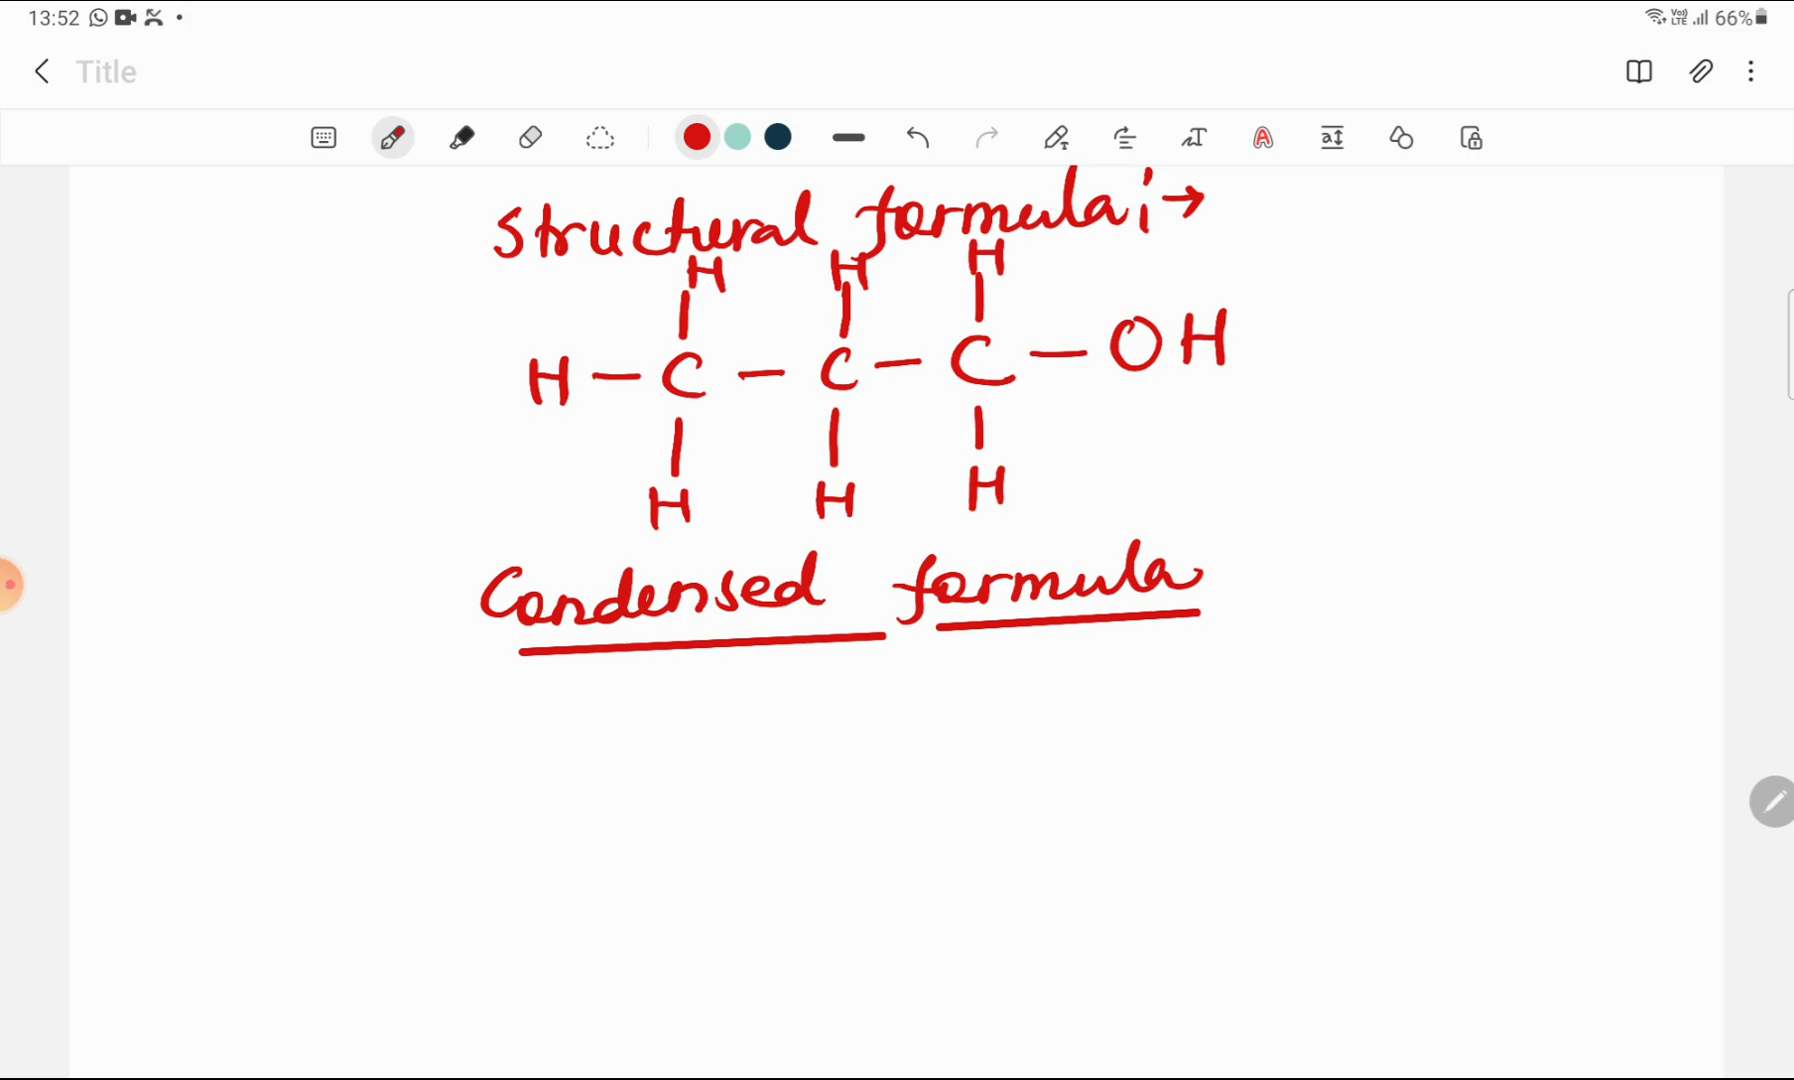 13:52 66%
Title
structural formula;→
H H H
H — C — C — C — OH
H H H
Condensed formula